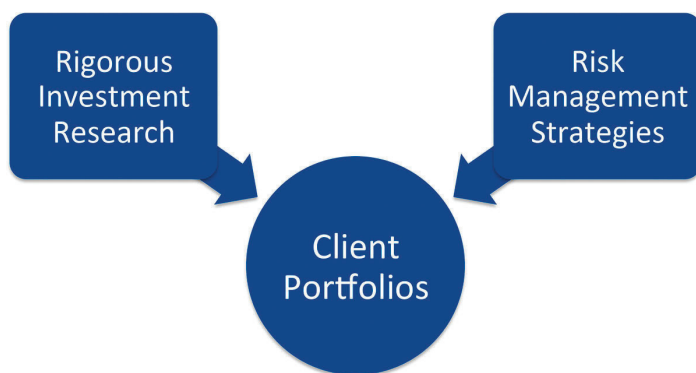 Rigorous
Investment
Research
Risk
Management
Strategies
Client
Portfolios